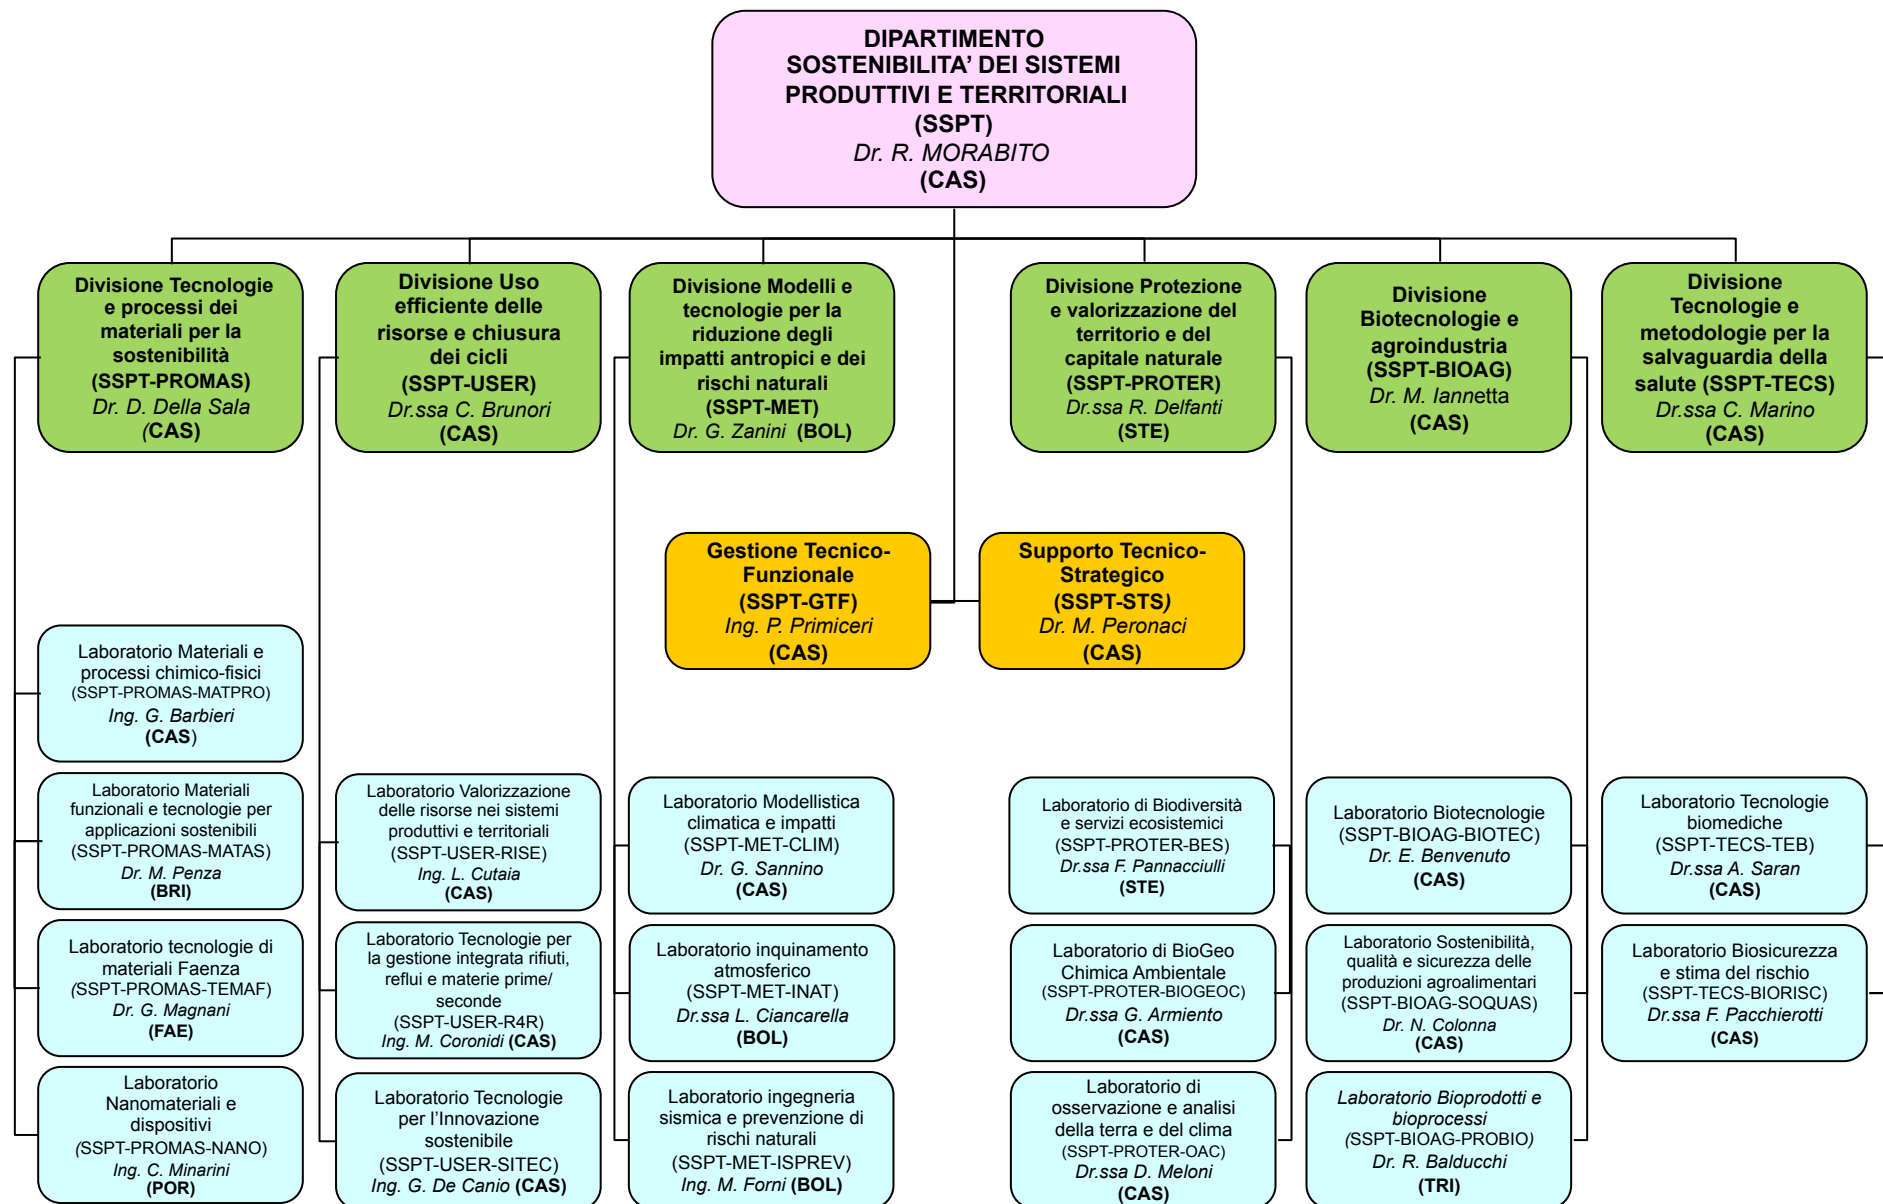 DIPARTIMENTO
SOSTENIBILITA’ DEI SISTEMI
PRODUTTIVI E TERRITORIALI
(SSPT)
Dr. R. MORABITO
(CAS)
Divisione Tecnologie
e processi dei
materiali per la
sostenibilità
(SSPT-PROMAS)
Dr. D. Della Sala
(CAS)
Divisione Uso
efficiente delle
risorse e chiusura
dei cicli
(SSPT-USER)
Dr.ssa C. Brunori
(CAS)
Divisione Modelli e
tecnologie per la
riduzione degli
impatti antropici e dei
rischi naturali
(SSPT-MET)
Dr. G. Zanini (BOL)
Divisione Protezione
e valorizzazione del
territorio e del
capitale naturale
(SSPT-PROTER)
Dr.ssa R. Delfanti
(STE)
Divisione
Biotecnologie e
agroindustria
(SSPT-BIOAG)
Dr. M. Iannetta
(CAS)
Divisione
Tecnologie e
metodologie per la
salvaguardia della
salute (SSPT-TECS)
Dr.ssa C. Marino
(CAS)
Gestione Tecnico-
Funzionale
(SSPT-GTF)
Ing. P. Primiceri
(CAS)
Supporto Tecnico-
Strategico
(SSPT-STS)
Dr. M. Peronaci
(CAS)
Laboratorio Materiali e
processi chimico-fisici
(SSPT-PROMAS-MATPRO)
Ing. G. Barbieri
(CAS)
Laboratorio Materiali
funzionali e tecnologie per
applicazioni sostenibili
(SSPT-PROMAS-MATAS)
Dr. M. Penza
(BRI)
Laboratorio tecnologie di
materiali Faenza
(SSPT-PROMAS-TEMAF)
Dr. G. Magnani
(FAE)
Laboratorio
Nanomateriali e
dispositivi
(SSPT-PROMAS-NANO)
Ing. C. Minarini
(POR)
Laboratorio Valorizzazione
delle risorse nei sistemi
produttivi e territoriali
(SSPT-USER-RISE)
Ing. L. Cutaia
(CAS)
Laboratorio Tecnologie per
la gestione integrata rifiuti,
reflui e materie prime/
seconde
(SSPT-USER-R4R)
Ing. M. Coronidi (CAS)
Laboratorio Tecnologie
per l’Innovazione
sostenibile
(SSPT-USER-SITEC)
Ing. G. De Canio (CAS)
Laboratorio Modellistica
climatica e impatti
(SSPT-MET-CLIM)
Dr. G. Sannino
(CAS)
Laboratorio inquinamento
atmosferico
(SSPT-MET-INAT)
Dr.ssa L. Ciancarella
(BOL)
Laboratorio ingegneria
sismica e prevenzione di
rischi naturali
(SSPT-MET-ISPREV)
Ing. M. Forni (BOL)
Laboratorio di Biodiversità
e servizi ecosistemici
(SSPT-PROTER-BES)
Dr.ssa F. Pannacciulli
(STE)
Laboratorio di BioGeo
Chimica Ambientale
(SSPT-PROTER-BIOGEOC)
Dr.ssa G. Armiento
(CAS)
Laboratorio di
osservazione e analisi
della terra e del clima
(SSPT-PROTER-OAC)
Dr.ssa D. Meloni
(CAS)
Laboratorio Biotecnologie
(SSPT-BIOAG-BIOTEC)
Dr. E. Benvenuto
(CAS)
Laboratorio Sostenibilità,
qualità e sicurezza delle
produzioni agroalimentari
(SSPT-BIOAG-SOQUAS)
Dr. N. Colonna
(CAS)
Laboratorio Bioprodotti e
bioprocessi
(SSPT-BIOAG-PROBIO)
Dr. R. Balducchi
(TRI)
Laboratorio Tecnologie
biomediche
(SSPT-TECS-TEB)
Dr.ssa A. Saran
(CAS)
Laboratorio Biosicurezza
e stima del rischio
(SSPT-TECS-BIORISC)
Dr.ssa F. Pacchierotti
(CAS)